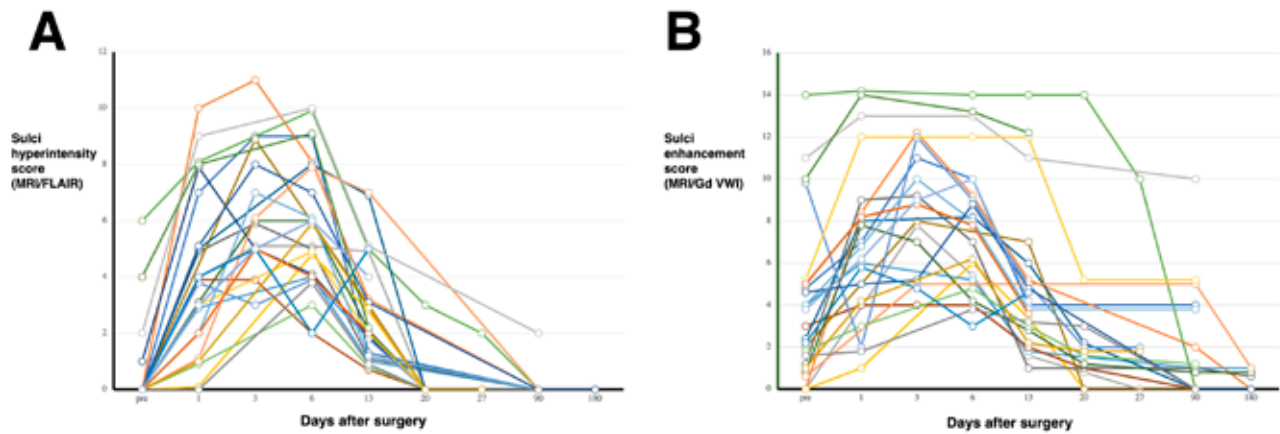 A
Sulci
hyperintensity
score
(MRI/FLAIR)
12
10
8
6
4
2
0
pre 1 3 6 13 20 27 90 180
Days after surgery
B
Sulci
enhancement
score
(MRI/Gd VWI)
16
14
12
10
8
6
4
2
0
pre 1 3 6 13 20 27 90 180
Days after surgery